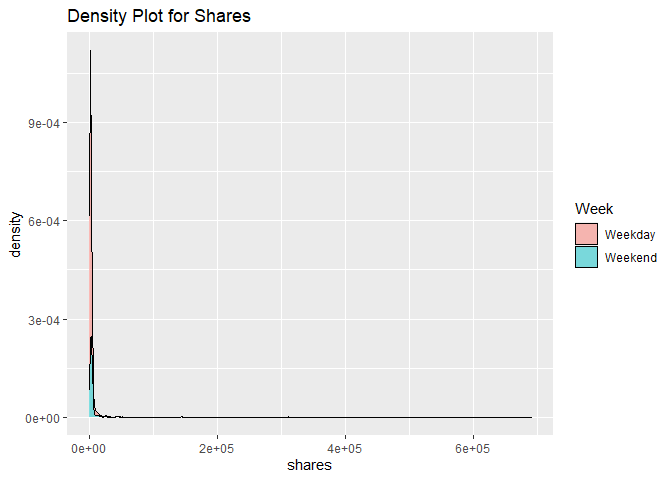 Density Plot for Shares
9e-04
6e-04
3e-04
0e+00
density
0e+00 2e+05 4e+05 6e+05
shares
Week
Weekday
Weekend